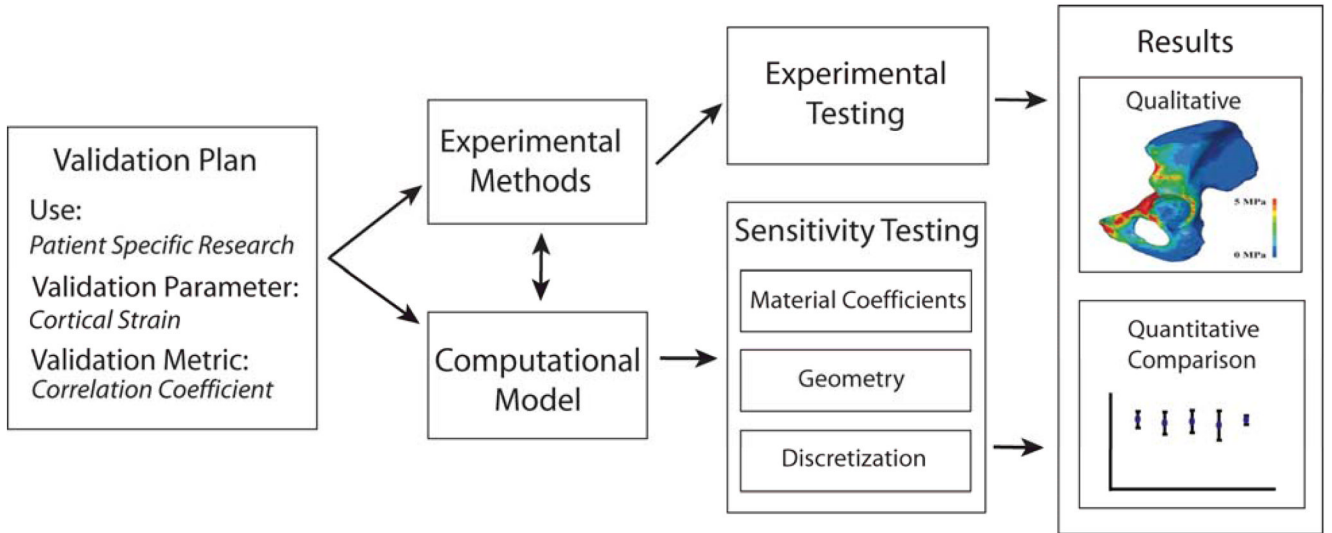 Validation Plan
Use:
Patient Specific Research
Validation Parameter:
Cortical Strain
Validation Metric:
Correlation Coefficient
Experimental
Methods
Computational
Model
Experimental
Testing
Sensitivity Testing
Material Coefficients
Geometry
Discretization
Results
Qualitative
5 MPa
0 MPa
Quantitative
Comparison